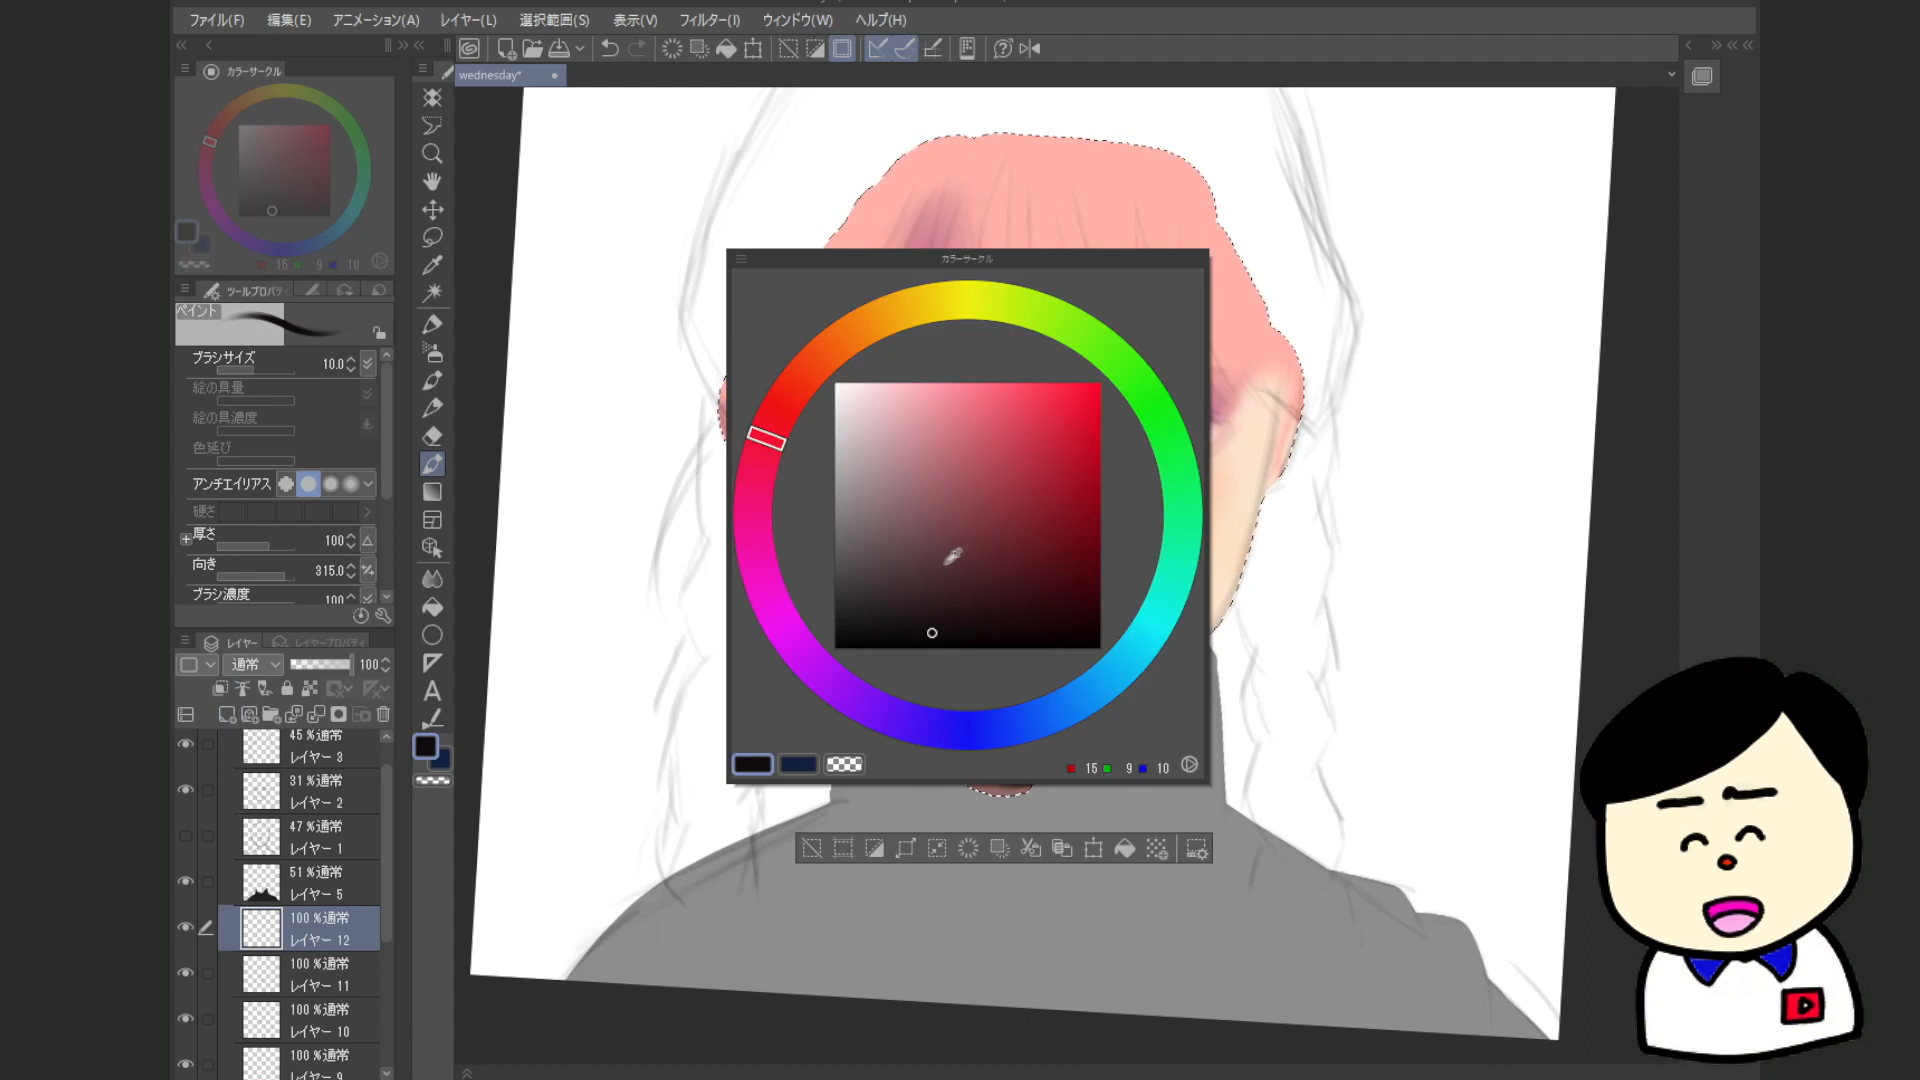 ファイル(F) 編集(E) アニメーション(A) レイヤー(L) 選択範囲(S) 表示(V) フィルター(I) ウィンドウ(W) ヘルプ(H)
カラーサークル
wednesday*
15 9 10
ツールプロパティ
ペイント
ブラシサイズ 10.0
絵の具量
絵の具濃度
色延び
アンチエイリアス
硬さ
厚さ 100
向き 315.0
ブラシ濃度 100
レイヤー レイヤープロパティ
通常 100
45 %通常
レイヤー 3
31 %通常
レイヤー 2
47 %通常
レイヤー 1
51 %通常
レイヤー 5
100 %通常
レイヤー 12
100 %通常
レイヤー 11
100 %通常
レイヤー 10
100 %通常
レイヤー 9
カラーサークル
15 9 10
A